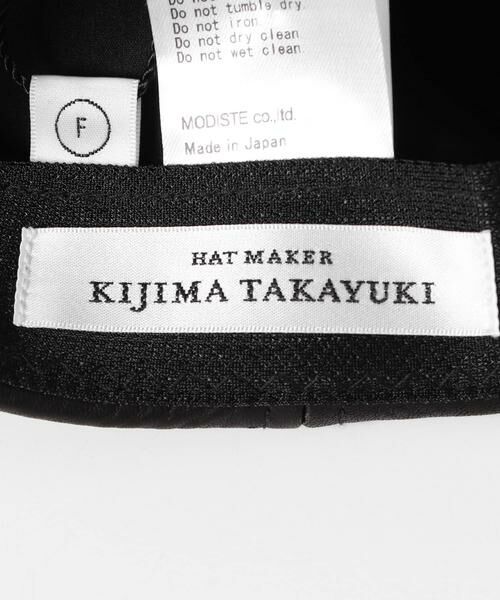 Do not tumble dry.
Do not iron
Do not dry clean
Do not wet clean.
F
MODISTE co.,ltd.
Made in Japan
HAT MAKER
KIJIMA TAKAYUKI